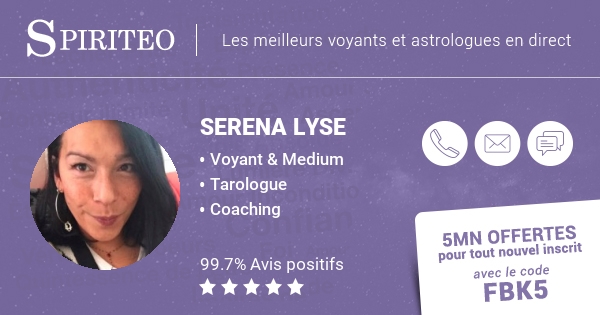 SPIRITEO
Les meilleurs voyants et astrologues en direct
SERENA LYSE
• Voyant & Medium
• Tarologue
• Coaching
99.7% Avis positifs
5MN OFFERTES
pour tout nouvel inscrit
avec le code
FBK5